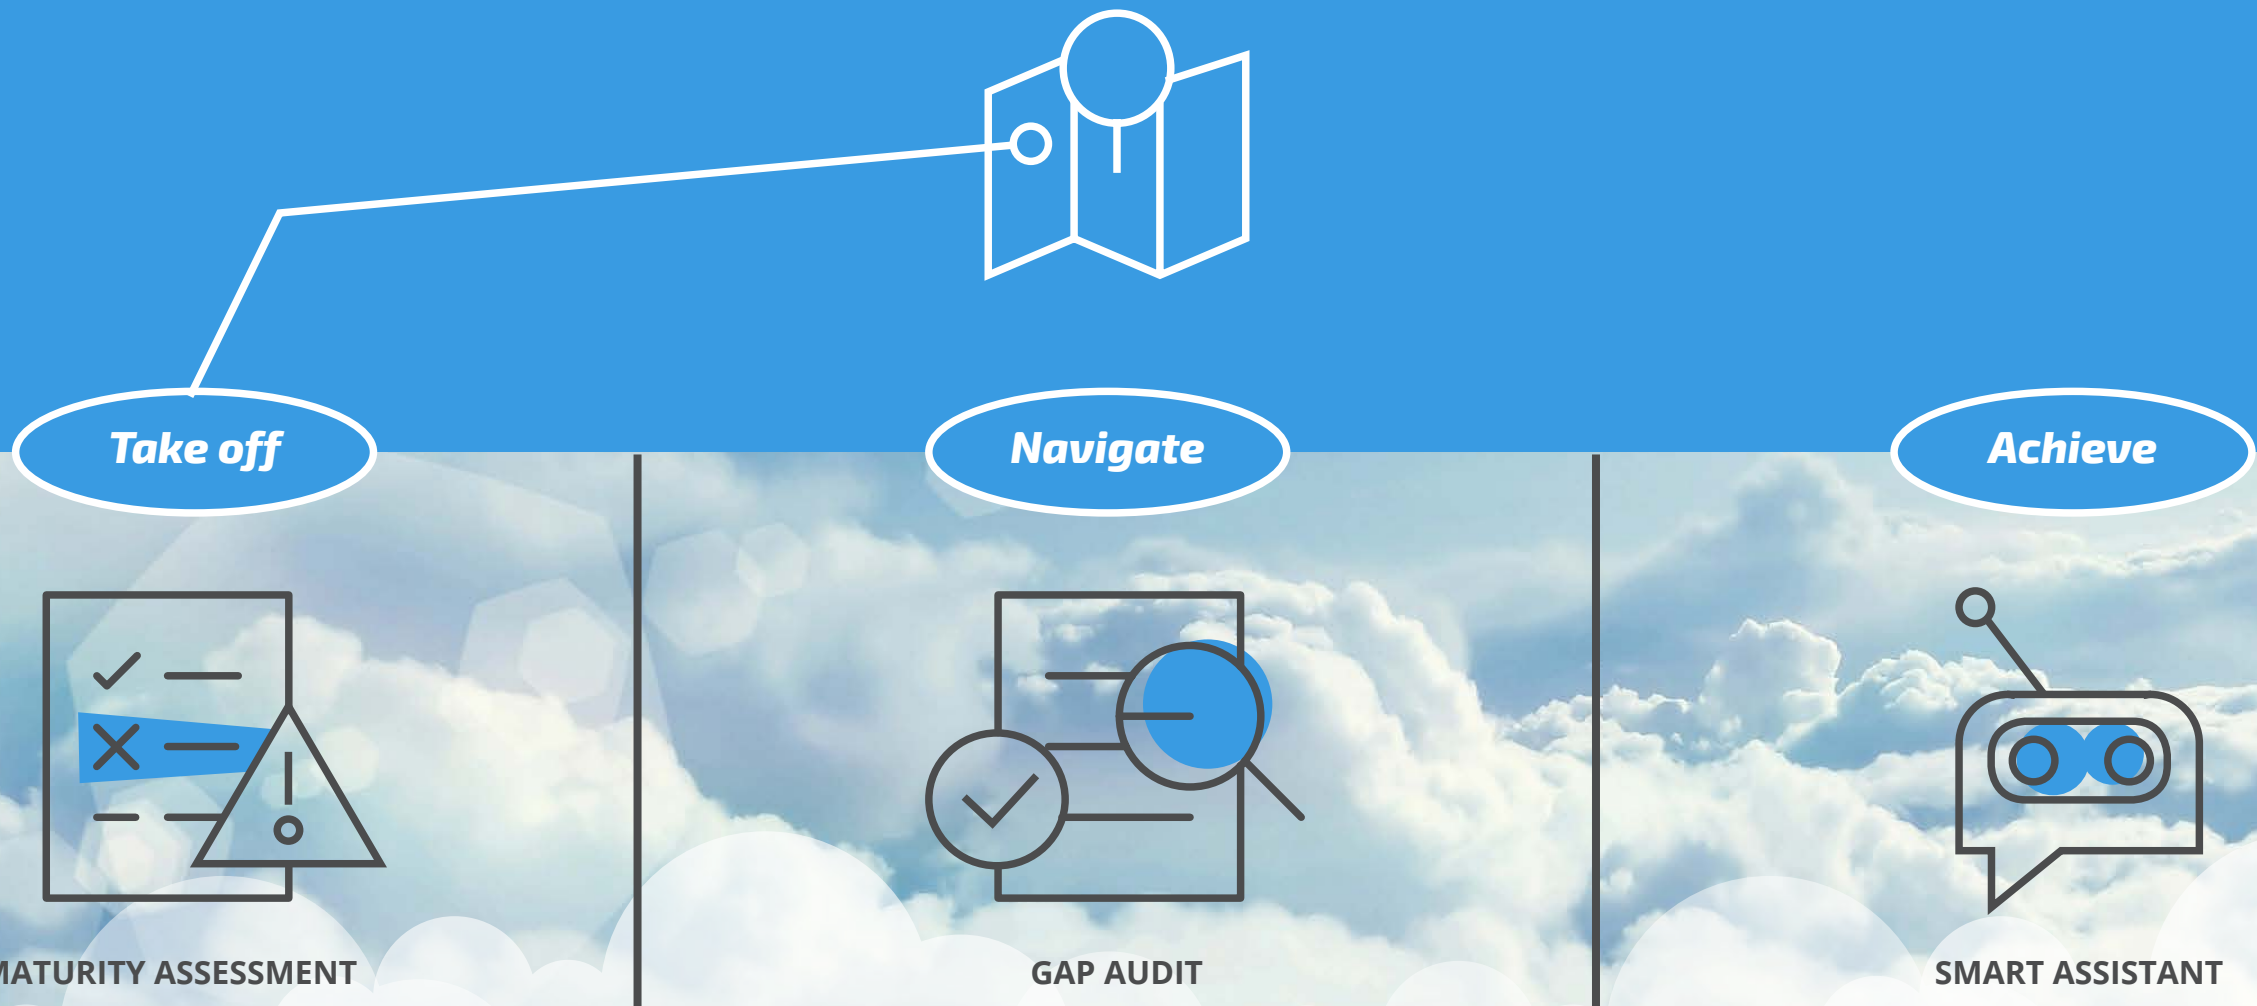 Take off
Navigate
Achieve
MATURITY ASSESSMENT
GAP AUDIT
SMART ASSISTANT